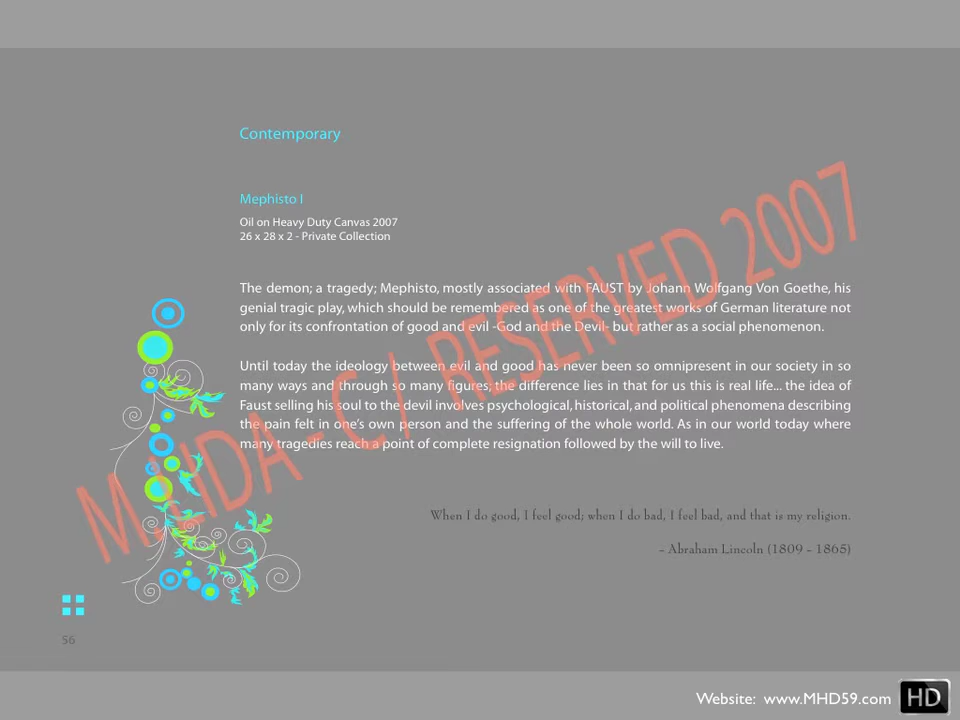 Contemporary
Mephisto I
Oil on Heavy Duty Canvas 2007
26 x 28 x 2 - Private Collection
The demon; a tragedy; Mephisto, mostly associated with FAUST by Johann Wolfgang Von Goethe, his
genial tragic play, which should be remembered as one of the greatest works of German literature not
only for its confrontation of good and evil -God and the Devil- but rather as a social phenomenon.
Until today the ideology between evil and good has never been so omnipresent in our society in so
many ways and through so many figures; the difference lies in that for us this is real life... the idea of
Faust selling his soul to the devil involves psychological, historical, and political phenomena describing
the pain felt in one's own person and the suffering of the whole world. As in our world today where
many tragedies reach a point of complete resignation followed by the will to live.
MHDA - C / RESERVED 2007
When I do good, I feel good; when I do bad, I feel bad, and that is my religion.
- Abraham Lincoln (1809 - 1865)
56
Website: www.MHD59.com
HD